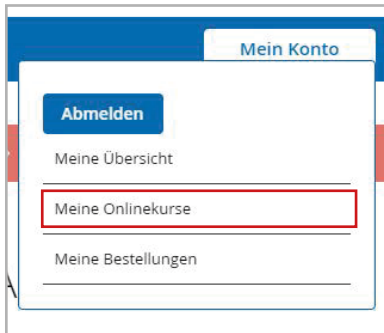 Mein Konto
Abmelden
Meine Übersicht
Meine Onlinekurse
Meine Bestellungen